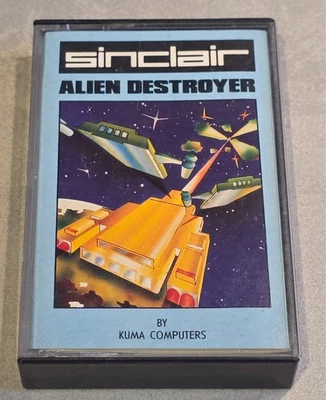 sinclair
ALIEN DESTROYER
BY
KUMA COMPUTERS